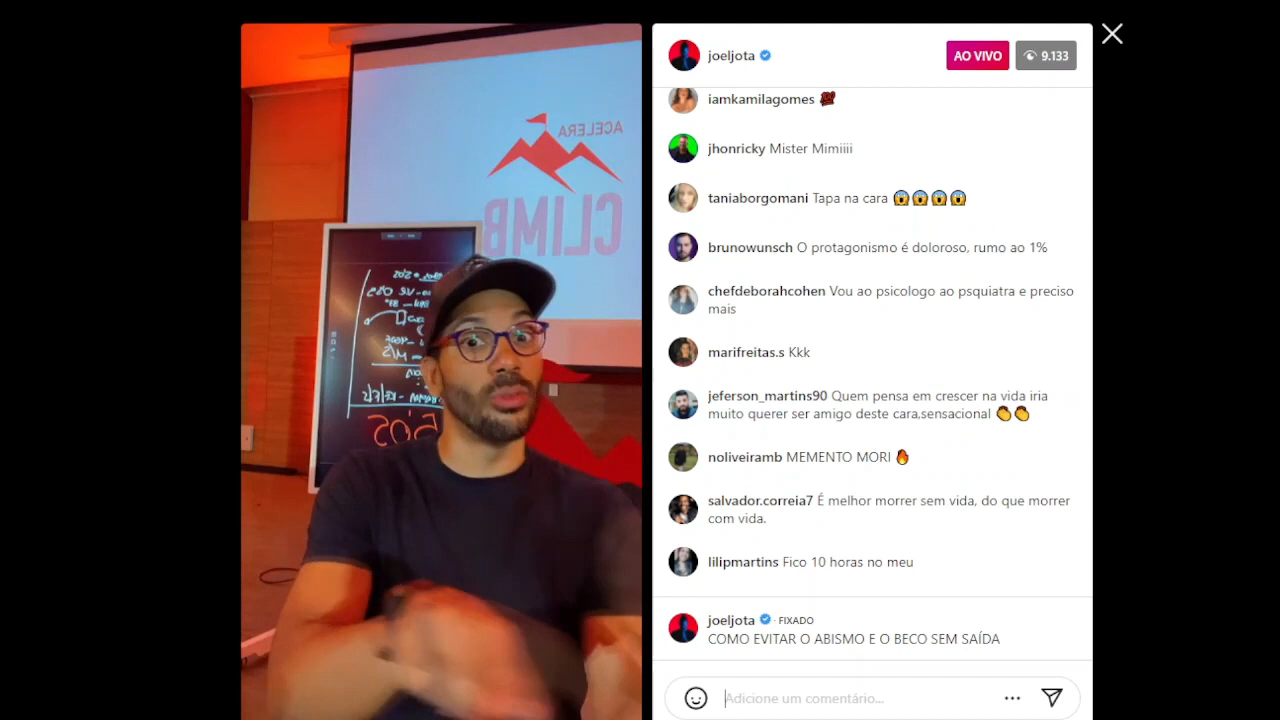 ACELERA
CLIMB
joeljota
AO VIVO 9.133
iamkamilagomes 💯
jhonricky Mister Mimiiii
taniaborgomani Tapa na cara 😱😱😱😱
brunowunsch O protagonismo é doloroso, rumo ao 1%
chefdeborahcohen Vou ao psicologo ao psquiatra e preciso
mais
marifreitas.s Kkk
jeferson_martins90 Quem pensa em crescer na vida iria
muito querer ser amigo deste cara,sensacional 👏👏
noliveiramb MEMENTO MORI 🔥
salvador.correia7 É melhor morrer sem vida, do que morrer
com vida.
lilipmartins Fico 10 horas no meu
joeljota · FIXADO
COMO EVITAR O ABISMO E O BECO SEM SAÍDA
Adicione um comentário...